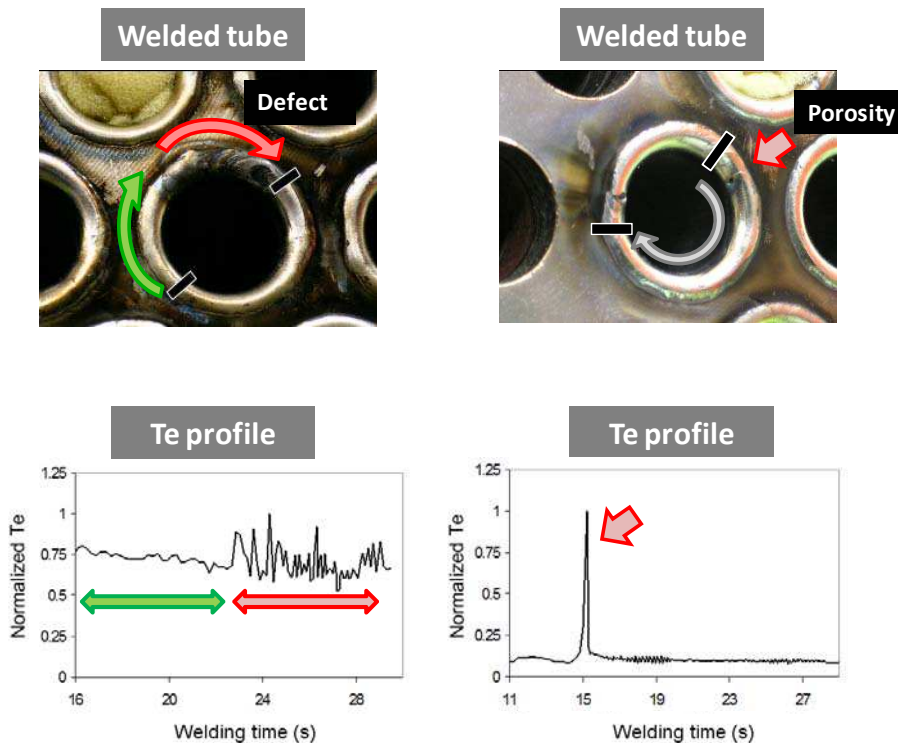 Welded tube
Welded tube
Defect
Porosity
Te profile
1.25
1
0.75
0.5
0.25
0
Normalized Te
16
20
24
28
Welding time (s)
Te profile
1.25
1
0.75
0.5
0.25
0
Normalized Te
11
15
19
23
27
Welding time (s)